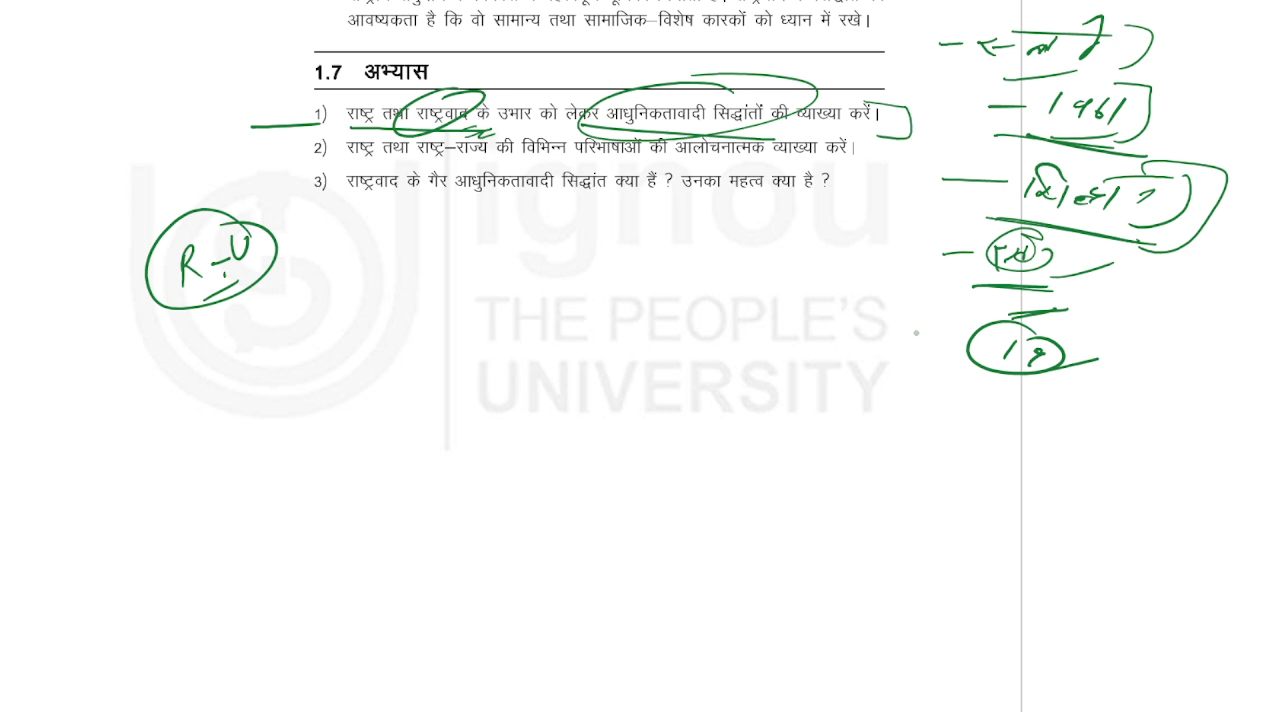 आवष्यकता है कि वो सामान्य तथा सामाजिक–विशेष कारकों को ध्यान में रखे।
1.7 अभ्यास
1) राष्ट्र तथा राष्ट्रवाद के उभार को लेकर आधुनिकतावादी सिद्धांतों की व्याख्या करें।
2) राष्ट्र तथा राष्ट्र–राज्य की विभिन्न परिभाषाओं की आलोचनात्मक व्याख्या करें।
3) राष्ट्रवाद के गैर आधुनिकतावादी सिद्धांत क्या हैं ? उनका महत्व क्या है ?
R-U
ignou
THE PEOPLE'S
UNIVERSITY